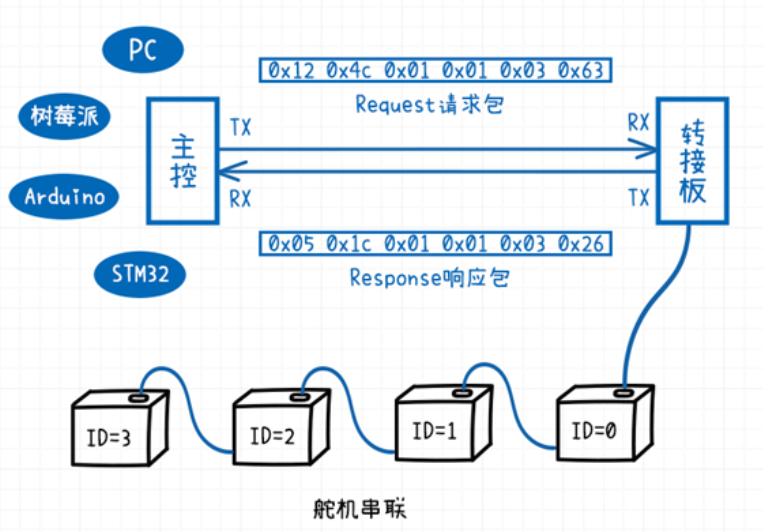 PC
0x12 0x4c 0x01 0x01 0x03 0x63
Request请求包
树莓派
主控
TX
RX
转接板
Arduino
RX
TX
0x05 0x1c 0x01 0x01 0x03 0x26
Response响应包
STM32
ID=3
ID=2
ID=1
ID=0
舵机串联